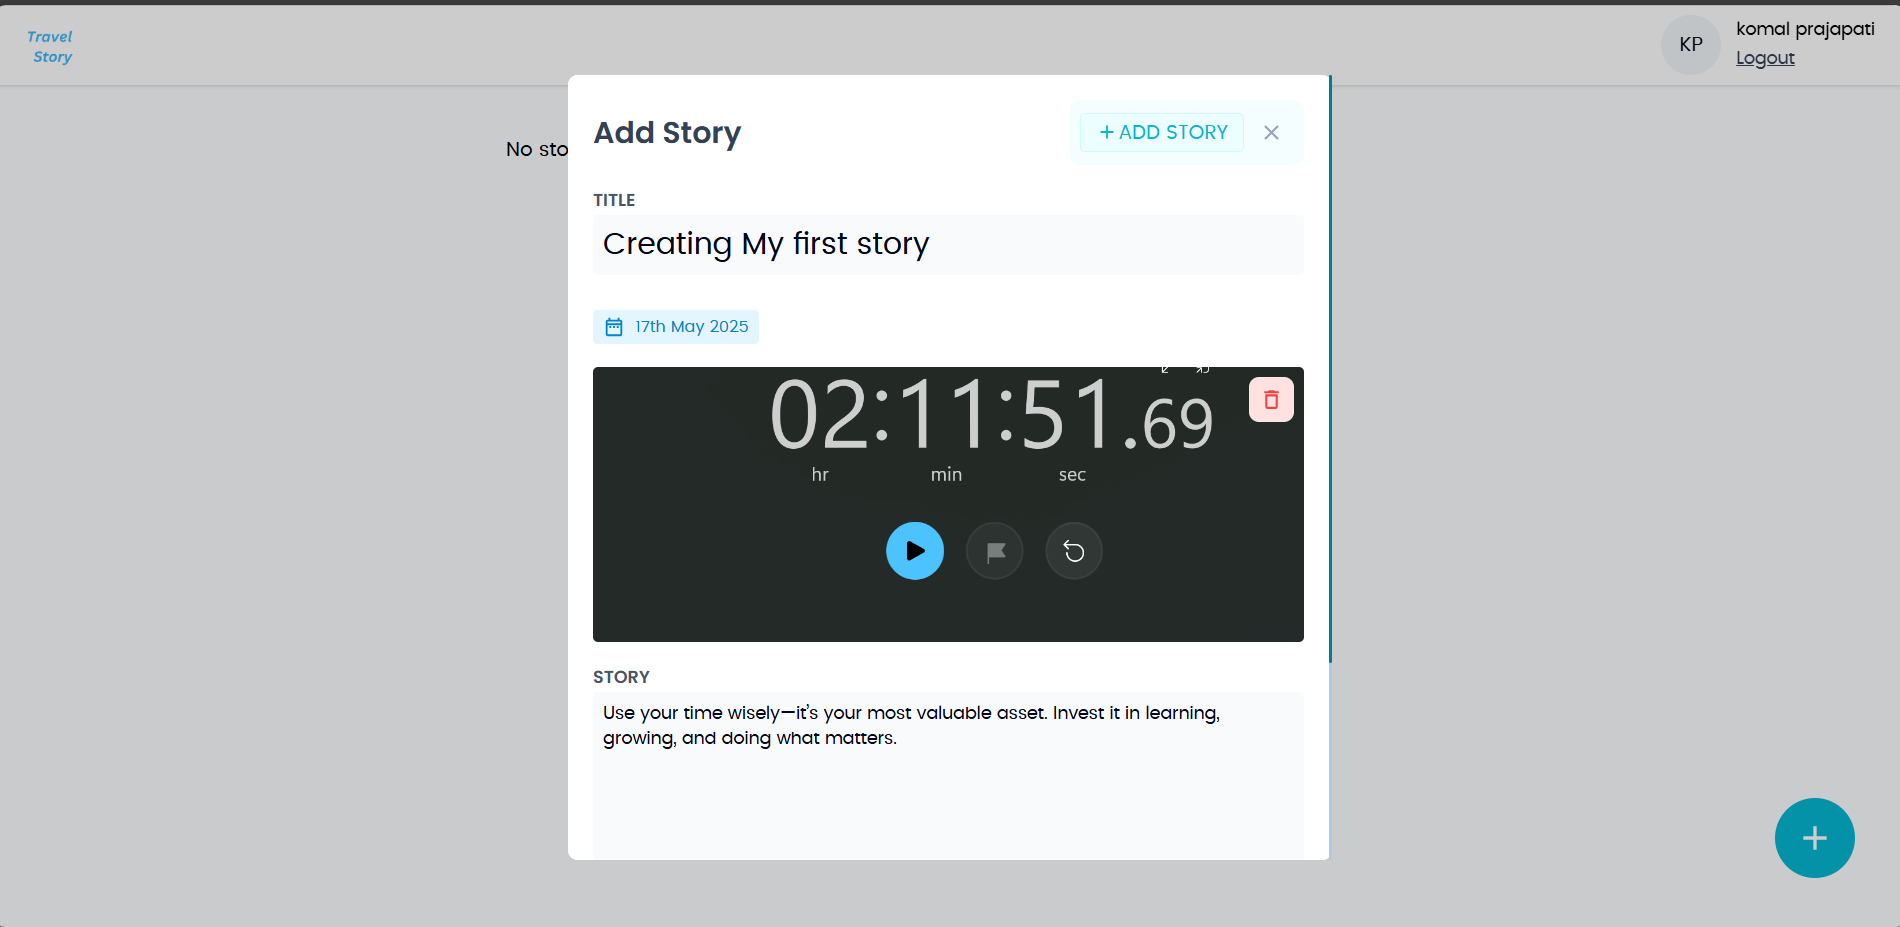 Travel
Story
KP
komal prajapati
Logout
No sto
Add Story
+ ADD STORY
TITLE
Creating My first story
17th May 2025
02:11:51.69
hr min sec
STORY
Use your time wisely—it's your most valuable asset. Invest it in learning,
growing, and doing what matters.